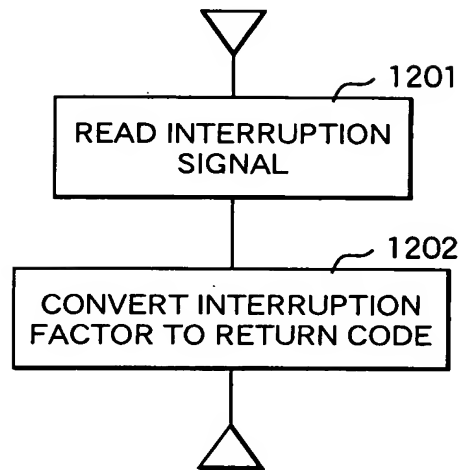 1201
READ INTERRUPTION
SIGNAL
1202
CONVERT INTERRUPTION
FACTOR TO RETURN CODE